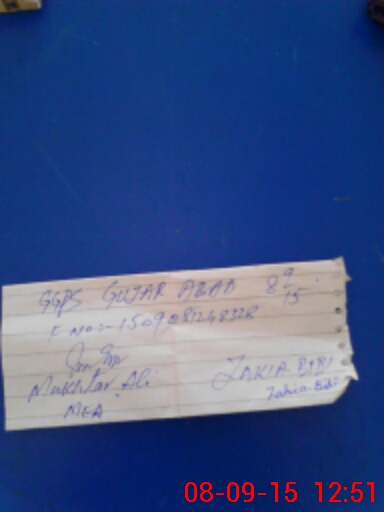 GGPS GUJAR ABAD 8 9 15
E No:- 150908124832R
Mukhtar Ali
MEA
ZAKIA BIBI
Zakia Bibi
08-09-15 12:51